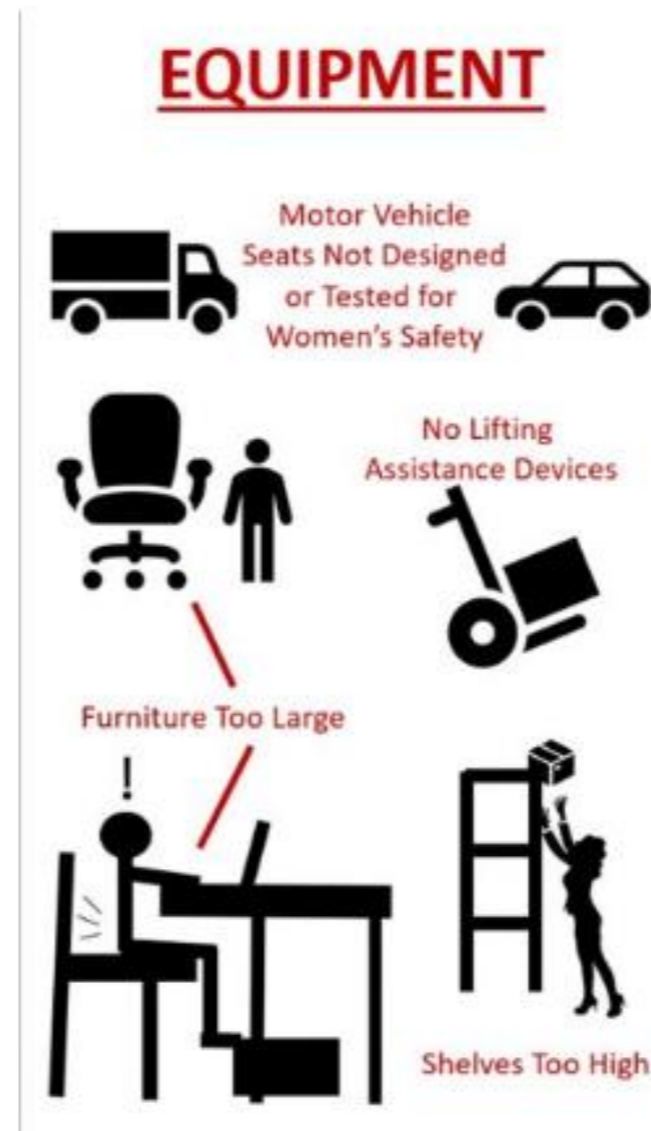 EQUIPMENT
Motor Vehicle
Seats Not Designed
or Tested for
Women's Safety
No Lifting
Assistance Devices
Furniture Too Large
!
Shelves Too High